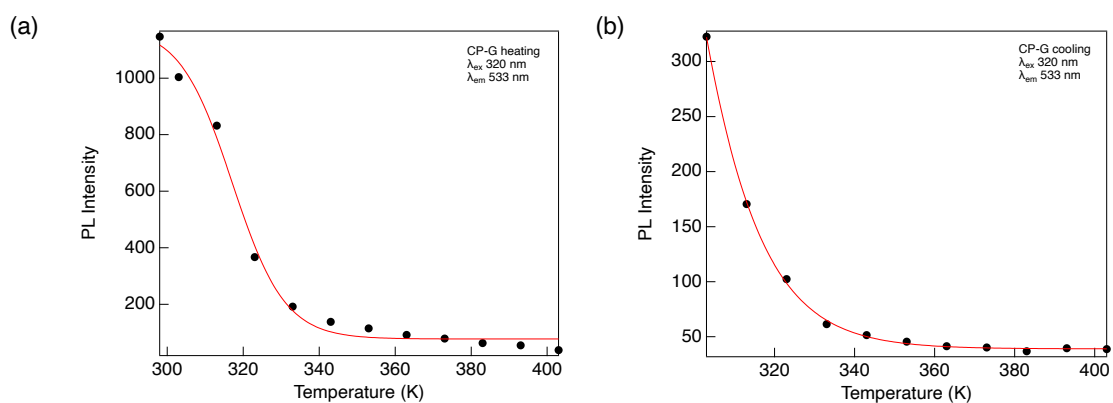 (a)
CP-G heating
λex 320 nm
λem 533 nm
PL Intensity
1000
800
600
400
200
300
320
340
360
380
400
Temperature (K)
(b)
CP-G cooling
λex 320 nm
λem 533 nm
PL Intensity
300
250
200
150
100
50
320
340
360
380
400
Temperature (K)